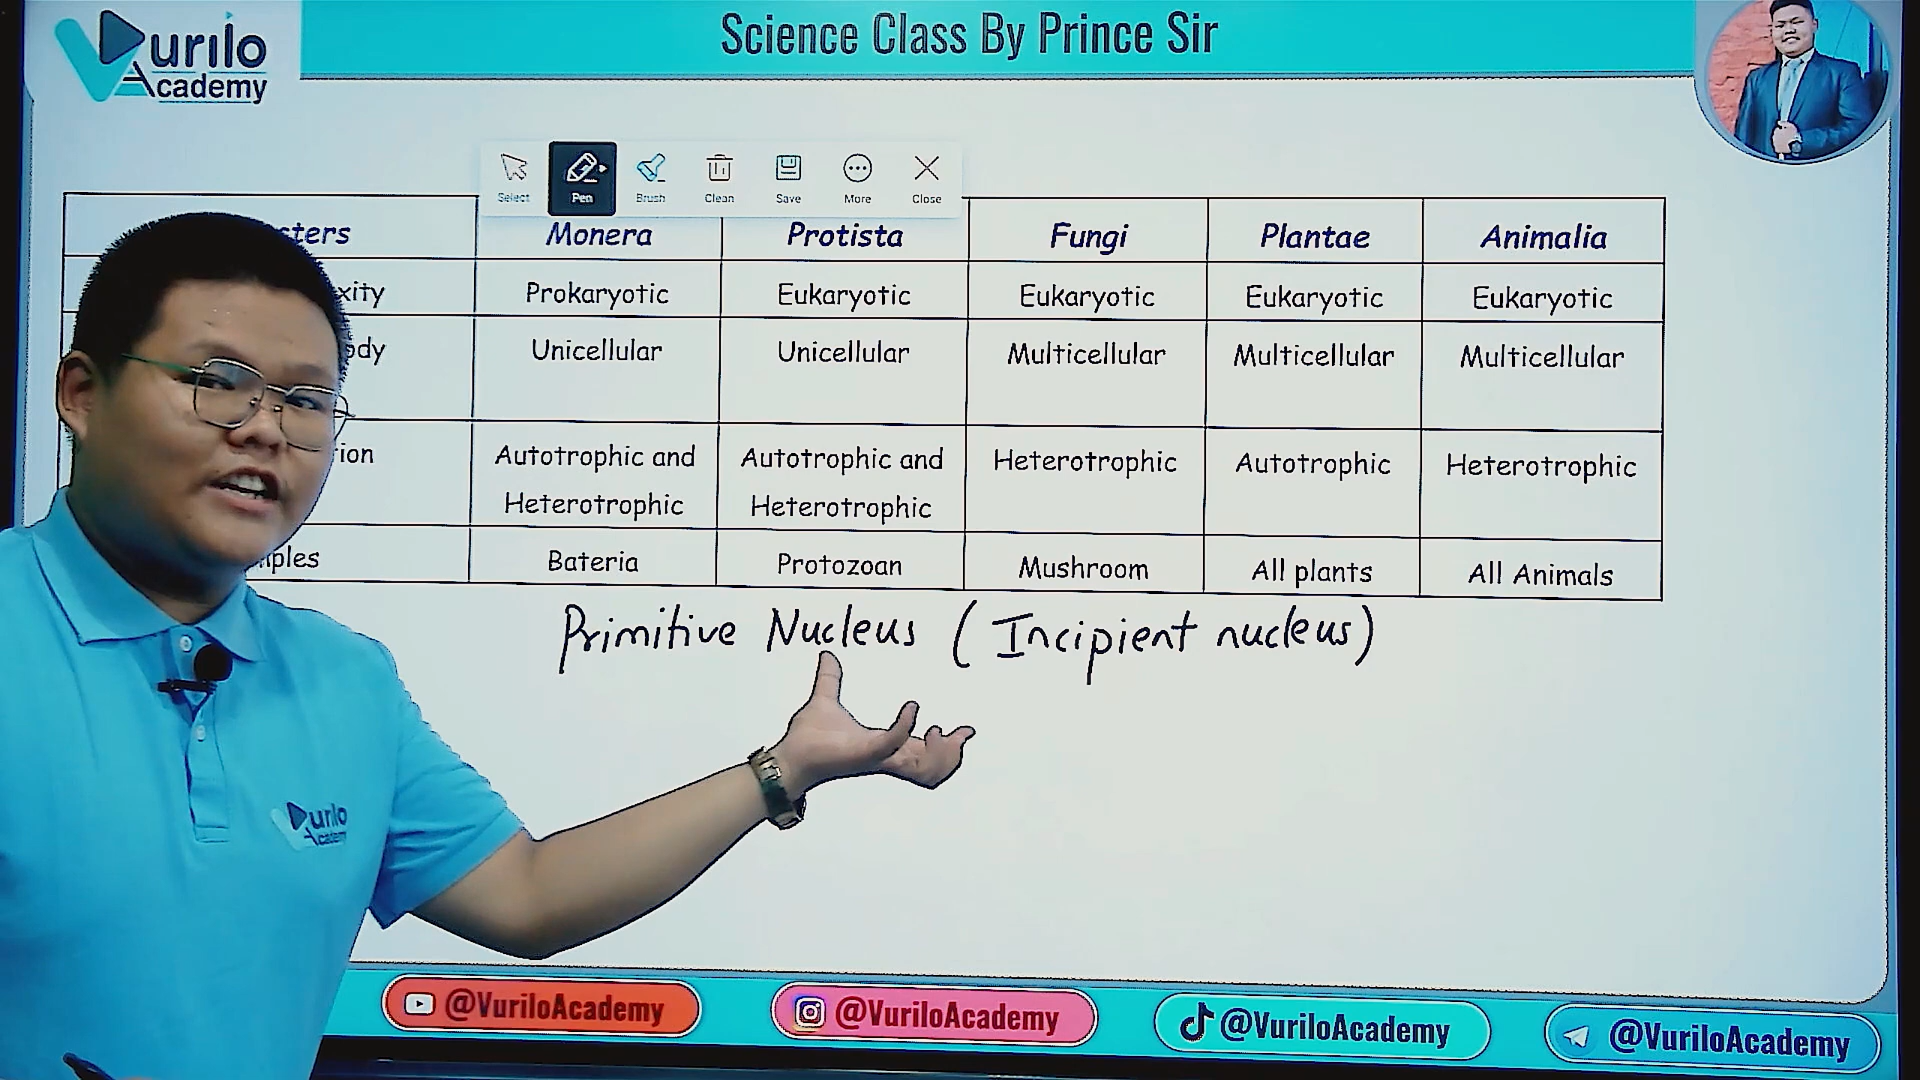 Vurilo
Academy
Science Class By Prince Sir
Select Pen Brush Clean Save More Close
Monera Protista Fungi Plantae Animalia
Prokaryotic Eukaryotic Eukaryotic Eukaryotic Eukaryotic
Unicellular Unicellular Multicellular Multicellular Multicellular
Autotrophic and Autotrophic and Heterotrophic Autotrophic Heterotrophic
Heterotrophic Heterotrophic
Bateria Protozoan Mushroom All plants All Animals
Primitive Nucleus ( Incipient nucleus)
Vurilo
Academy
@VuriloAcademy @VuriloAcademy @VuriloAcademy @VuriloAcademy